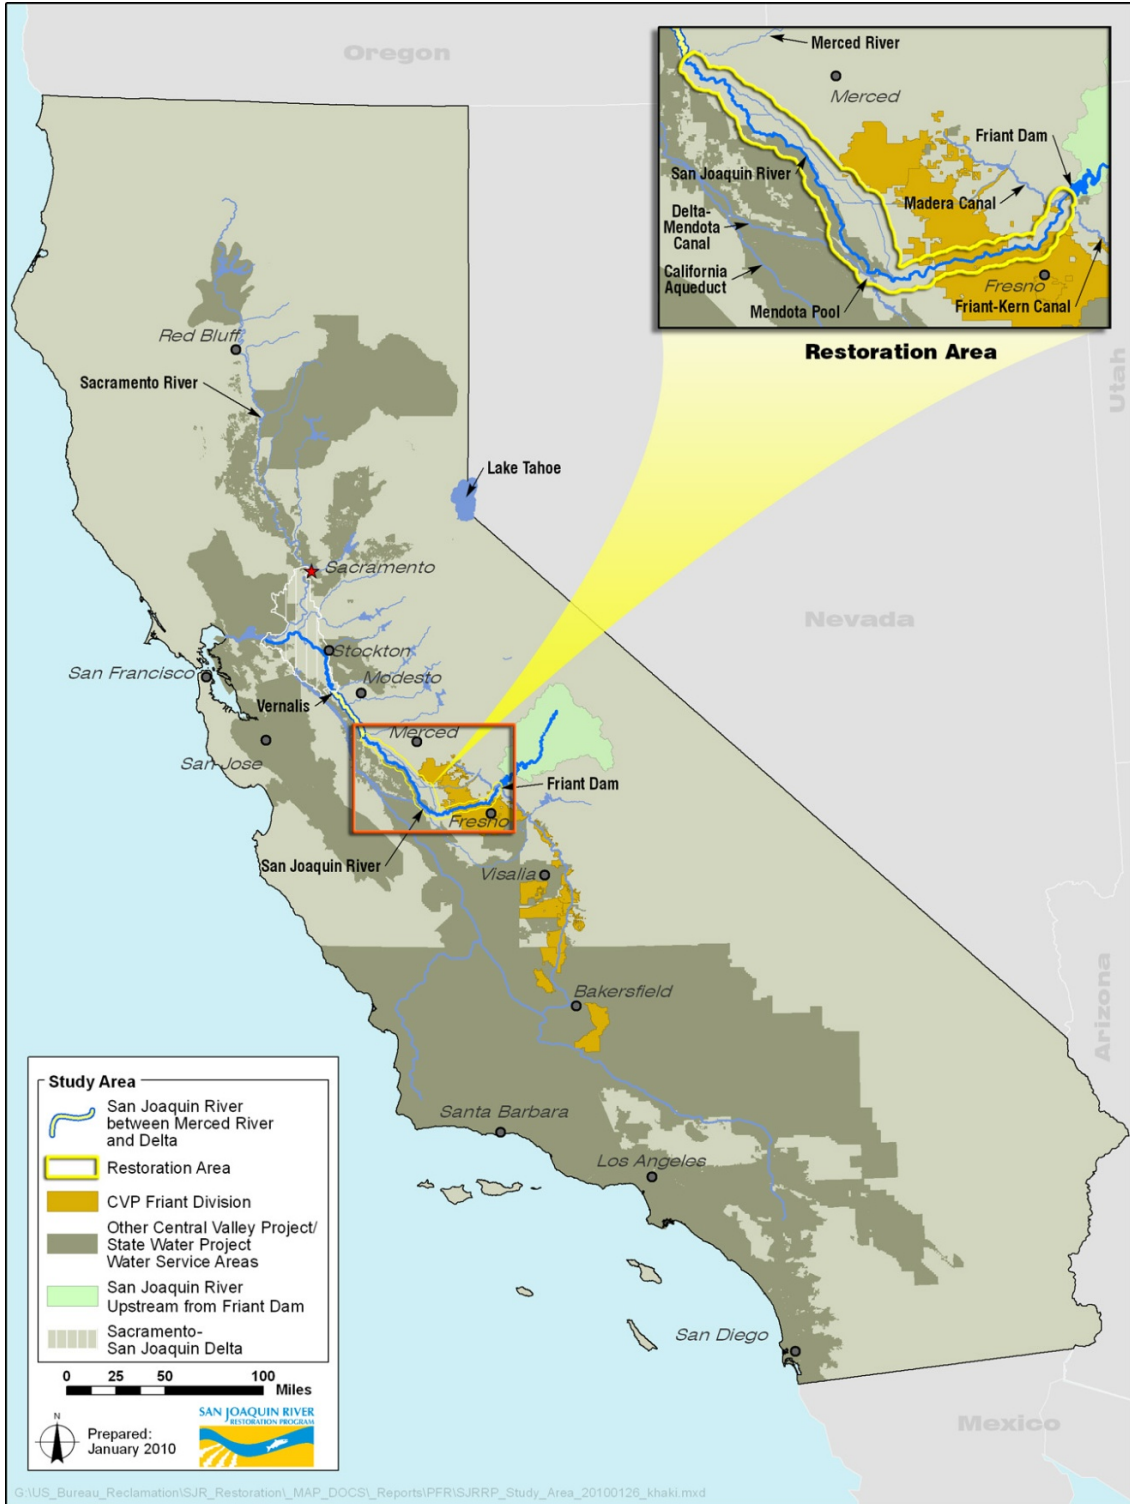 Oregon
Merced River
Merced
Friant Dam
San Joaquin River
Madera Canal
Delta-
Mendota
Canal
California
Aqueduct
Fresno
Mendota Pool
Friant-Kern Canal
Restoration Area
Utah
Red Bluff
Sacramento River
Lake Tahoe
Sacramento
Nevada
Stockton
San Francisco
Modesto
Vernalis
Merced
San Jose
Friant Dam
Fresno
San Joaquin River
Visalia
Arizona
Bakersfield
Santa Barbara
Los Angeles
San Diego
Mexico
Study Area
San Joaquin River
between Merced River
and Delta
Restoration Area
CVP Friant Division
Other Central Valley Project/
State Water Project
Water Service Areas
San Joaquin River
Upstream from Friant Dam
Sacramento-
San Joaquin Delta
0 25 50 100
Miles
N
Prepared:
January 2010
SAN JOAQUIN RIVER
RESTORATION PROGRAM
G:\US_Bureau_Reclamation\SJR_Restoration\_MAP_DOCS\_Reports\PFR\SJRRP_Study_Area_20100126_khaki.mxd